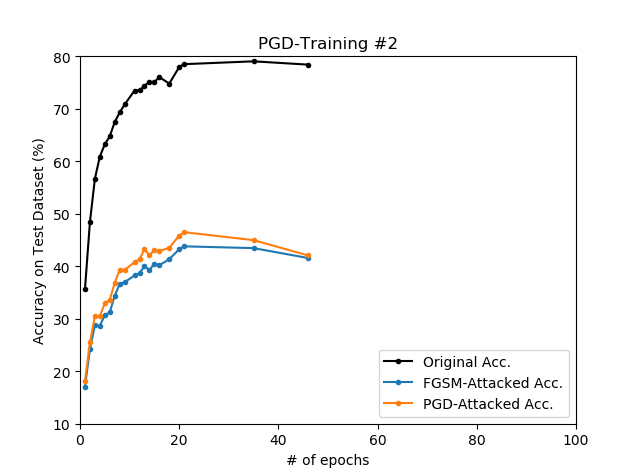 PGD-Training #2
Accuracy on Test Dataset (%)
80
70
60
50
40
30
20
10
0 20 40 60 80 100
# of epochs
Original Acc.
FGSM-Attacked Acc.
PGD-Attacked Acc.